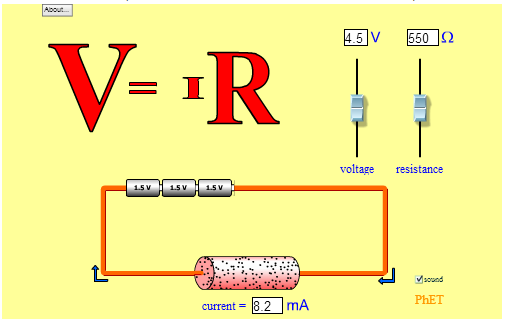 About...
V = I R
4.5 V
550 Ω
voltage
resistance
1.5 V 1.5 V 1.5 V
sound
PhET
current = 8.2 mA